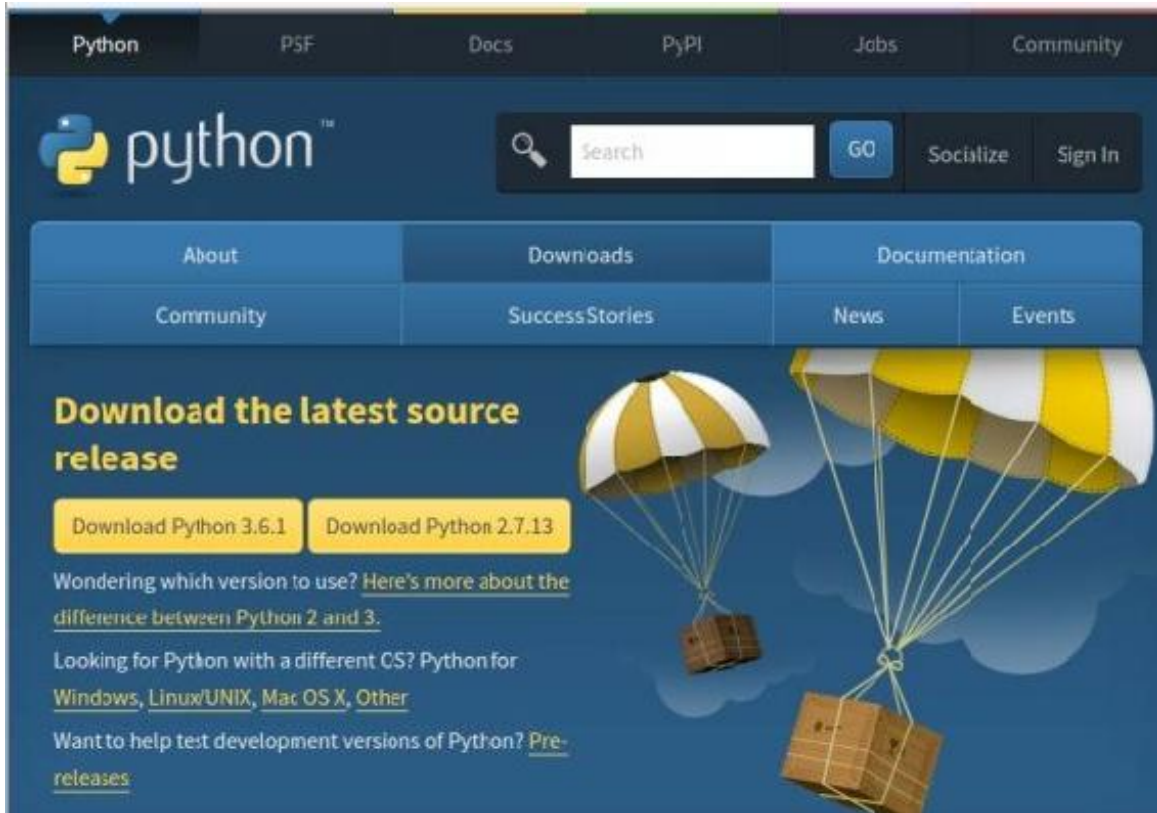 Python PSF Docs PyPI Jobs Community
python™
Search GO Socialize Sign In
About Downloads Documentation
Community Success Stories News Events
Download the latest source
release
Download Python 3.6.1 Download Python 2.7.13
Wondering which version to use? Here's more about the
difference between Python 2 and 3.
Looking for Python with a different OS? Python for
Windows, Linux/UNIX, Mac OS X, Other
Want to help test development versions of Python? Pre-
releases